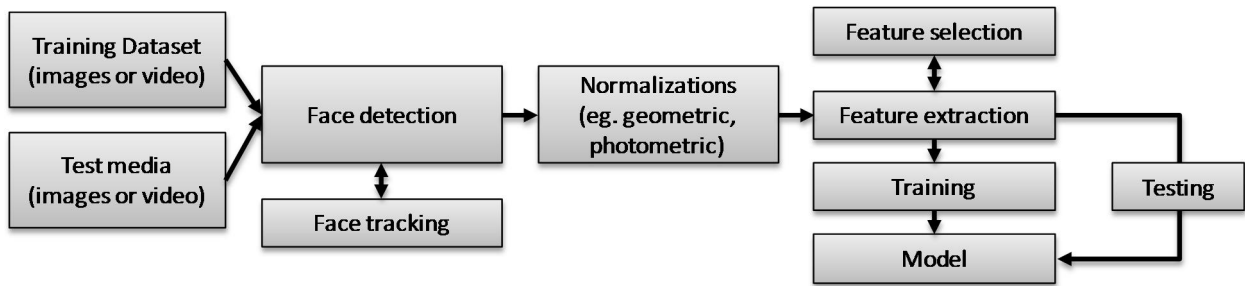 Training Dataset
(images or video)
Test media
(images or video)
Face detection
Face tracking
Normalizations
(eg. geometric,
photometric)
Feature selection
Feature extraction
Training
Model
Testing